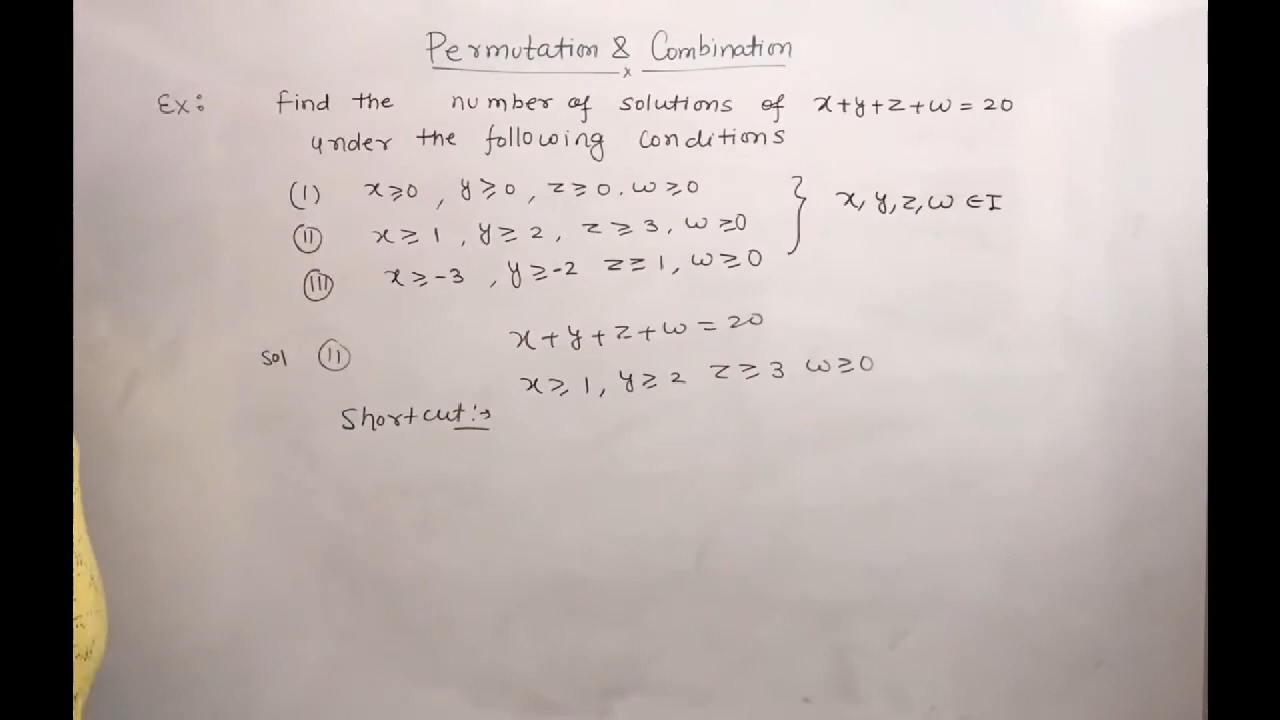 Permutation & Combination
Ex: Find the number of solutions of x+y+z+w = 20
under the following conditions
(I) x≥0, y≥0, z≥0, w≥0
(II) x≥1, y≥2, z≥3, w≥0 } x, y, z, w ∈ I
(III) x≥-3, y≥-2 z≥1, w≥0
Sol (II) x+y+z+w = 20
x≥1, y≥2 z≥3 w≥0
Shortcut:→